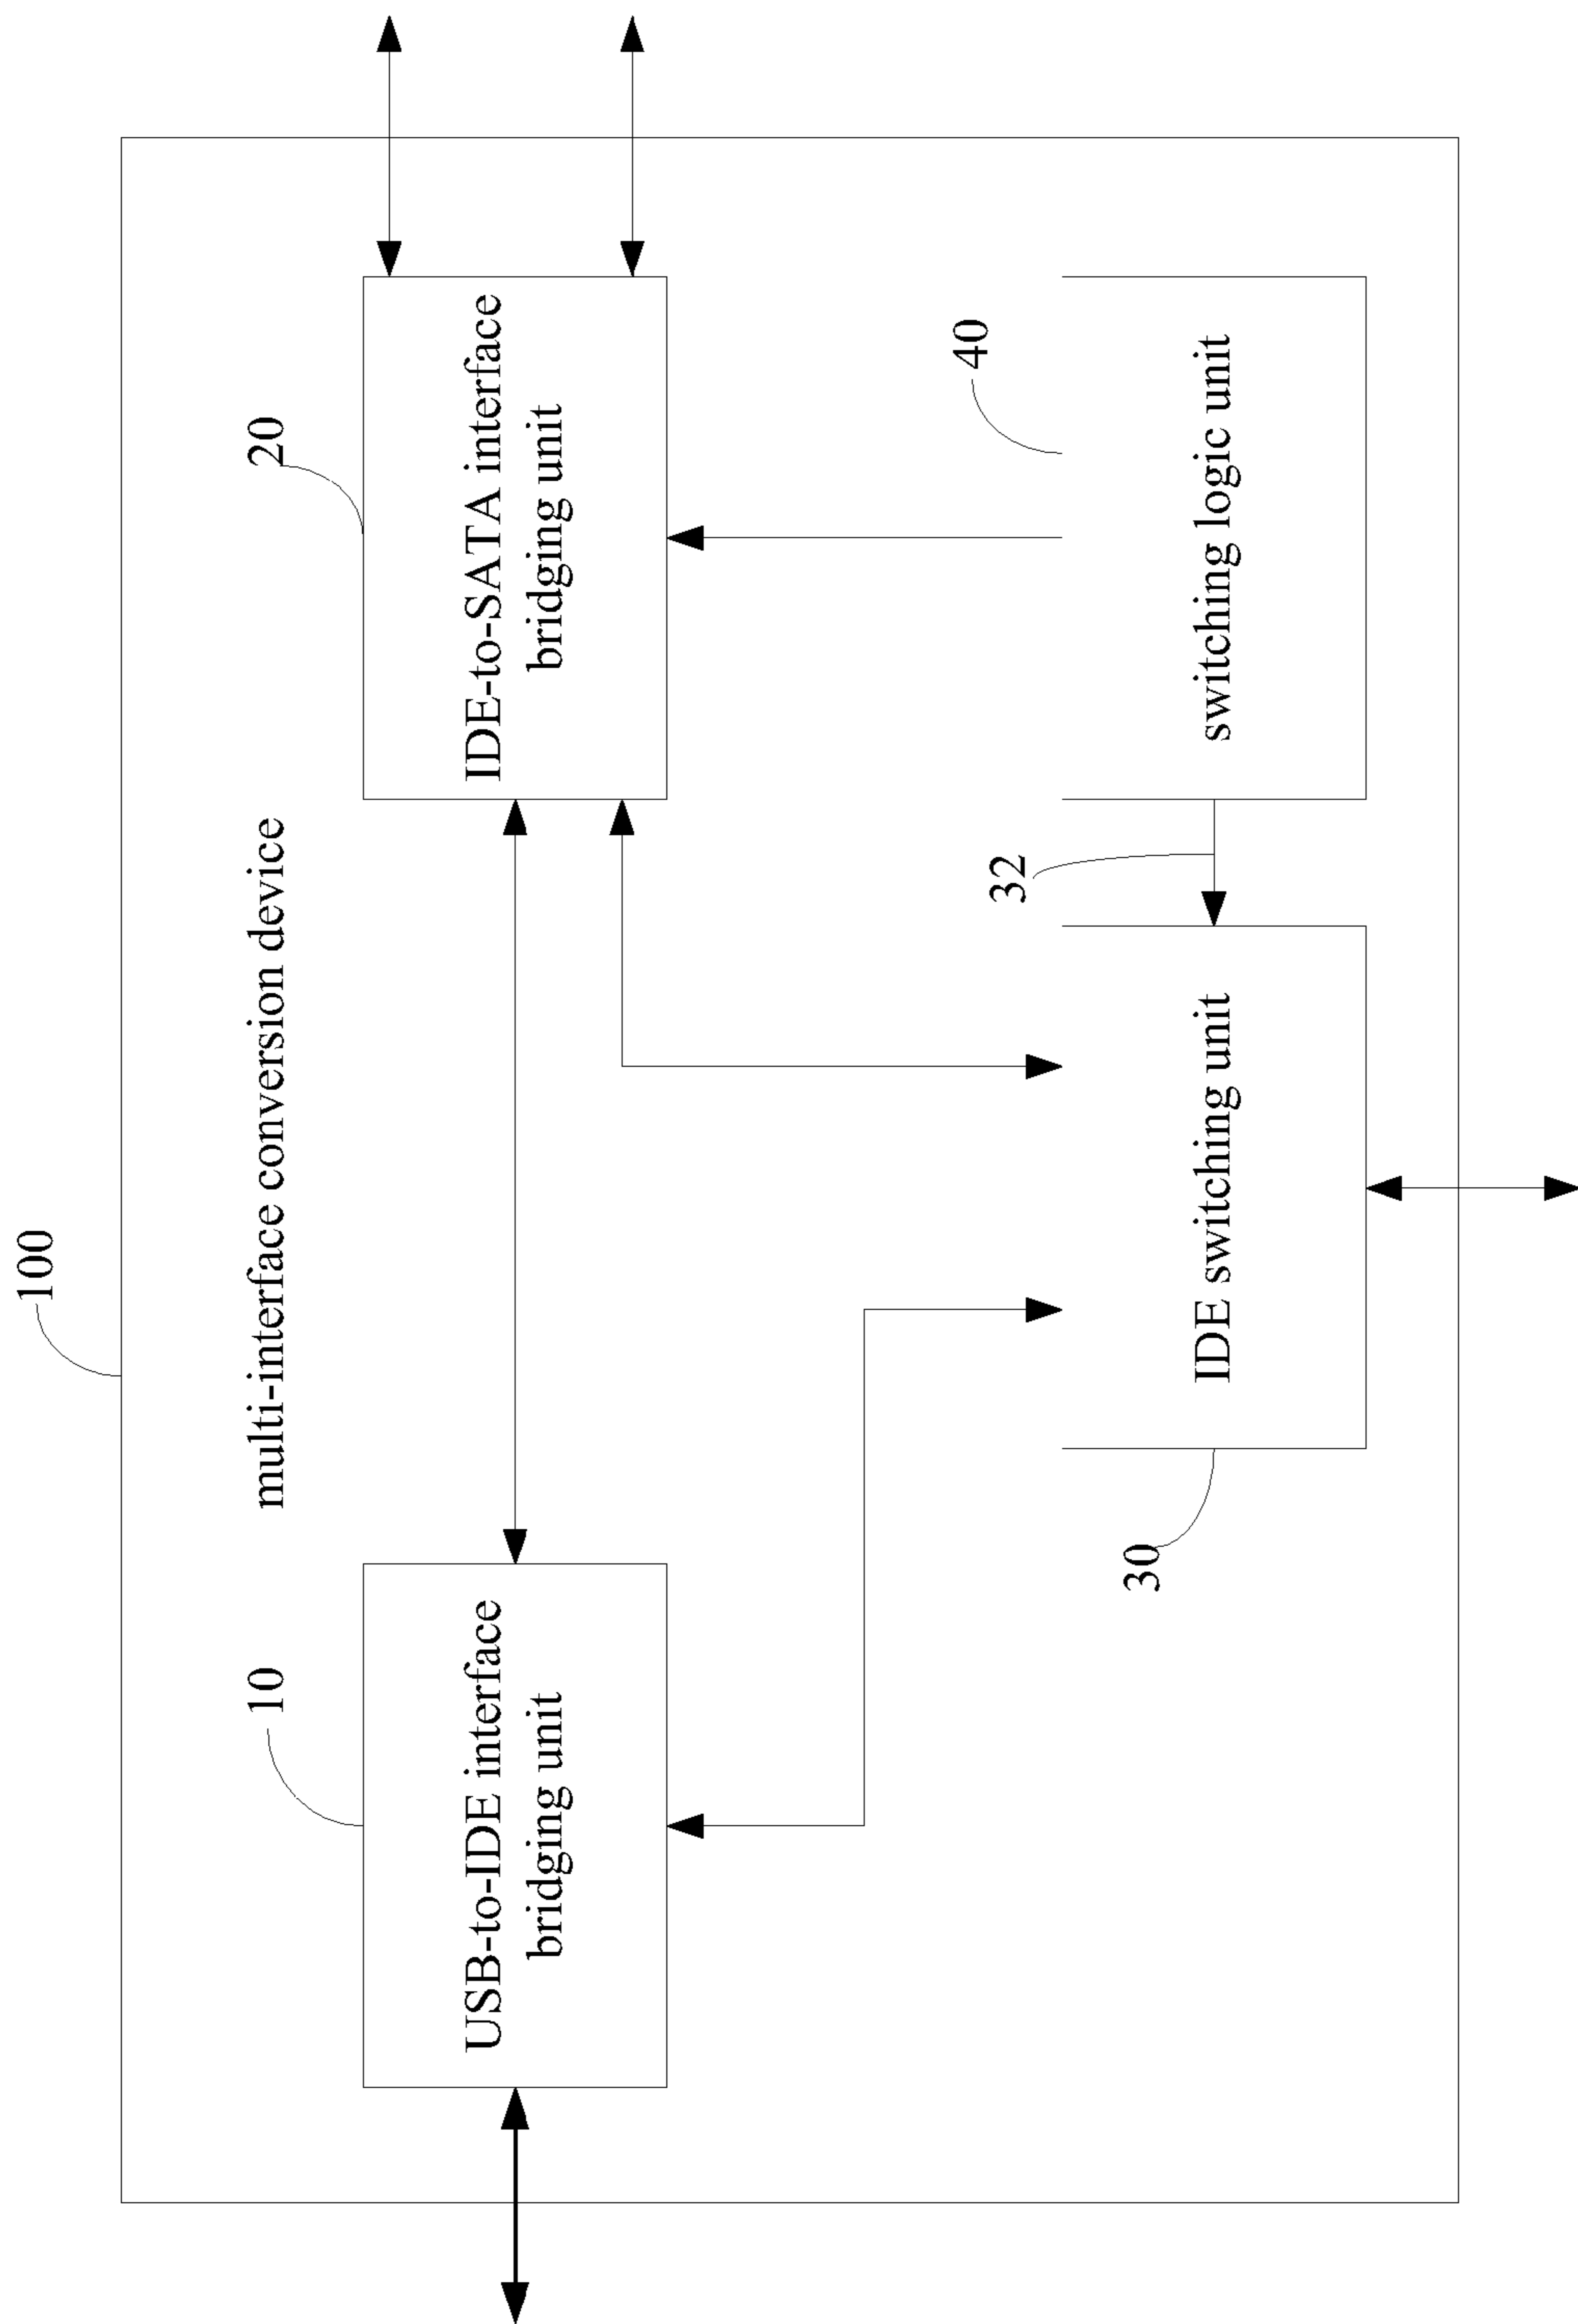 100
multi-interface conversion device
10
20
USB-to-IDE interface
bridging unit
IDE-to-SATA interface
bridging unit
32
40
30
IDE switching unit
switching logic unit